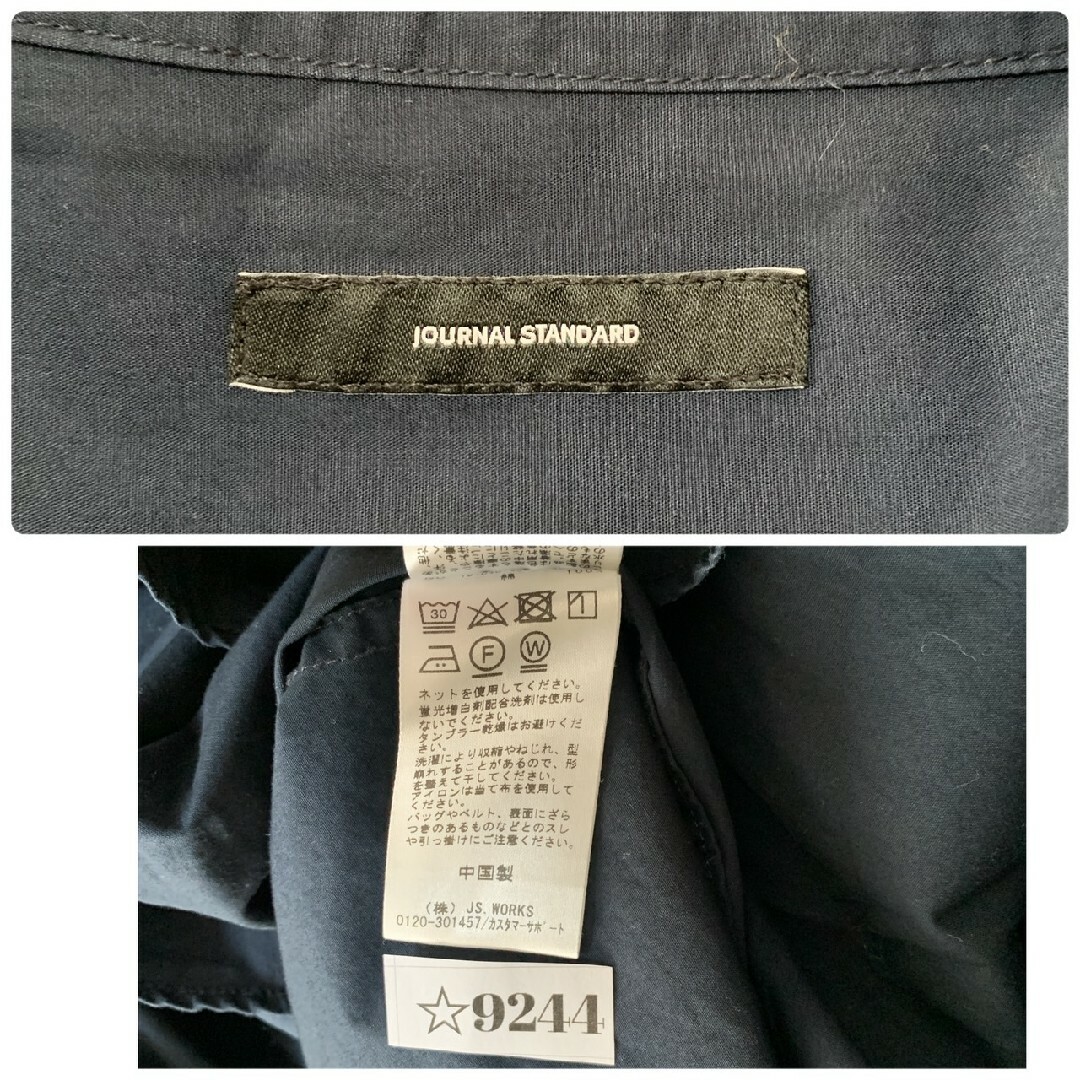 JOURNAL STANDARD
30
1
F
W
ネットを使用してください。
蛍光増白剤配合洗剤は使用し
ないでください。
タンブラー乾燥はお避けくだ
さい。
洗濯により収縮やねじれ、型
崩れすることがあるので、形
を整えて干してください。
アイロンは当て布を使用して
ください。
バッグやベルト、表面にざら
つきのあるものなどとのスレ
や引っ掛けにご注意ください。
中国製
(株) JS.WORKS
0120-301457/カスタマーサポート
☆9244